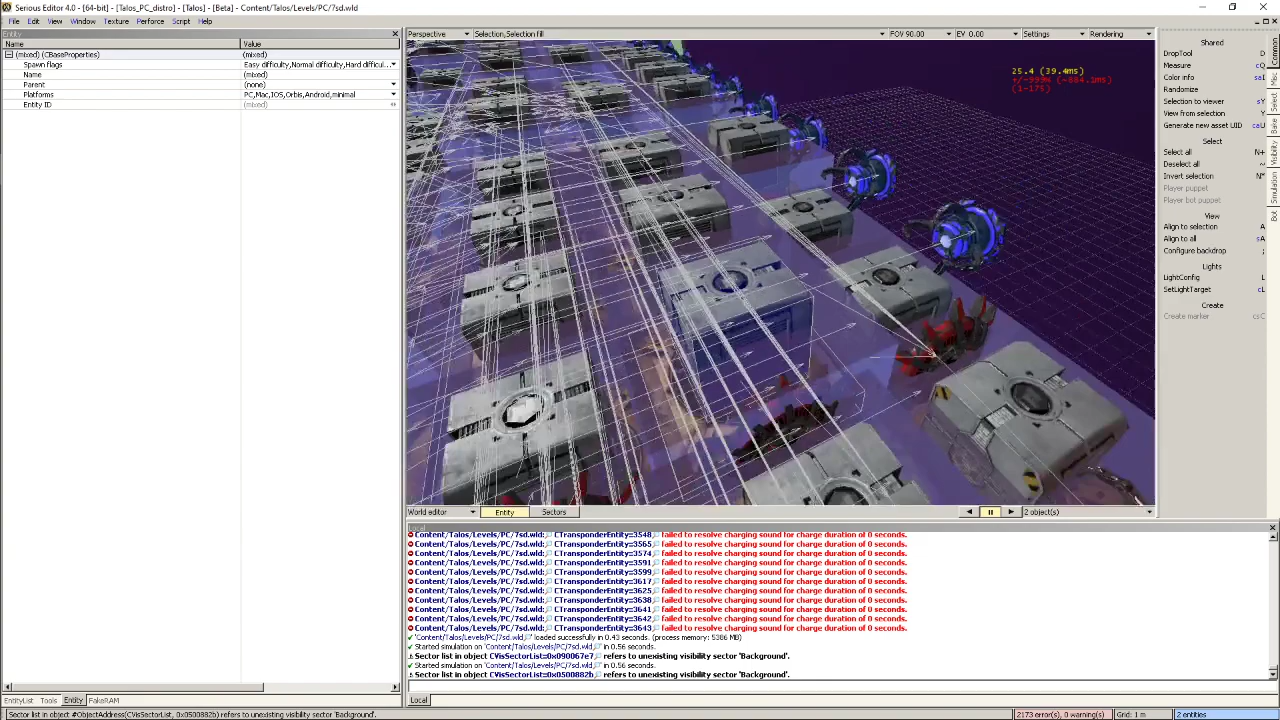 Serious Editor 4.0 - [64-bit] - [Talos_PC_distro] - [Talos] - [Beta] - Content/Talos/Levels/PC/7sd.wld
File Edit View Window Texture Perforce Script Help
Entity
Name Value
(mixed) (CBaseProperties) (mixed)
Spawn flags Easy difficulty,Normal difficulty,Hard difficul...
Name (mixed)
Parent (none)
Platforms PC,Mac,IOS,Orbis,Android,minimal
Entity ID (mixed)
Perspective Selection,Selection fill FOV 90.00 EV 0.00 Settings Rendering
25.4 (39.4ms)
+/-999% (~884.1ms)
(1-175)
Shared
DropTool D
Measure cQ
Color info saI
Randomize
Selection to viewer sY
View from selection Y
Generate new asset UID caU
Select
Select all N+
Deselect all ~
Invert selection N*
Player puppet
Player bot puppet
View
Align to selection A
Align to all sA
Configure backdrop ;
Lights
LightConfig L
SetLightTarget cL
Create
Create marker csC
Select
Bake
Visibility
Simulation
Bot
World editor Entity Sectors 2 object(s)
Local
Content/Talos/Levels/PC/7sd.wld; CTransponderEntity=3548 failed to resolve charging sound for charge duration of 0 seconds.
Content/Talos/Levels/PC/7sd.wld; CTransponderEntity=3565 failed to resolve charging sound for charge duration of 0 seconds.
Content/Talos/Levels/PC/7sd.wld; CTransponderEntity=3574 failed to resolve charging sound for charge duration of 0 seconds.
Content/Talos/Levels/PC/7sd.wld; CTransponderEntity=3591 failed to resolve charging sound for charge duration of 0 seconds.
Content/Talos/Levels/PC/7sd.wld; CTransponderEntity=3599 failed to resolve charging sound for charge duration of 0 seconds.
Content/Talos/Levels/PC/7sd.wld; CTransponderEntity=3617 failed to resolve charging sound for charge duration of 0 seconds.
Content/Talos/Levels/PC/7sd.wld; CTransponderEntity=3625 failed to resolve charging sound for charge duration of 0 seconds.
Content/Talos/Levels/PC/7sd.wld; CTransponderEntity=3638 failed to resolve charging sound for charge duration of 0 seconds.
Content/Talos/Levels/PC/7sd.wld; CTransponderEntity=3641 failed to resolve charging sound for charge duration of 0 seconds.
Content/Talos/Levels/PC/7sd.wld; CTransponderEntity=3642 failed to resolve charging sound for charge duration of 0 seconds.
Content/Talos/Levels/PC/7sd.wld; CTransponderEntity=3643 failed to resolve charging sound for charge duration of 0 seconds.
'Content/Talos/Levels/PC/7sd.wld' loaded successfully in 0.43 seconds. (process memory: 5386 MB)
Started simulation on 'Content/Talos/Levels/PC/7sd.wld' in 0.56 seconds.
Sector list in object CVisSectorList=0x090067e7 refers to unexisting visibility sector 'Background'.
Started simulation on 'Content/Talos/Levels/PC/7sd.wld' in 0.56 seconds.
Sector list in object CVisSectorList=0x0500882b refers to unexisting visibility sector 'Background'.
EntityList Tools Entity FakeRAM
Local
Sector list in object #ObjectAddress(CVisSectorList, 0x0500882b) refers to unexisting visibility sector 'Background'.
2173 error(s), 0 warning(s) Grid: 1 m 2 entities